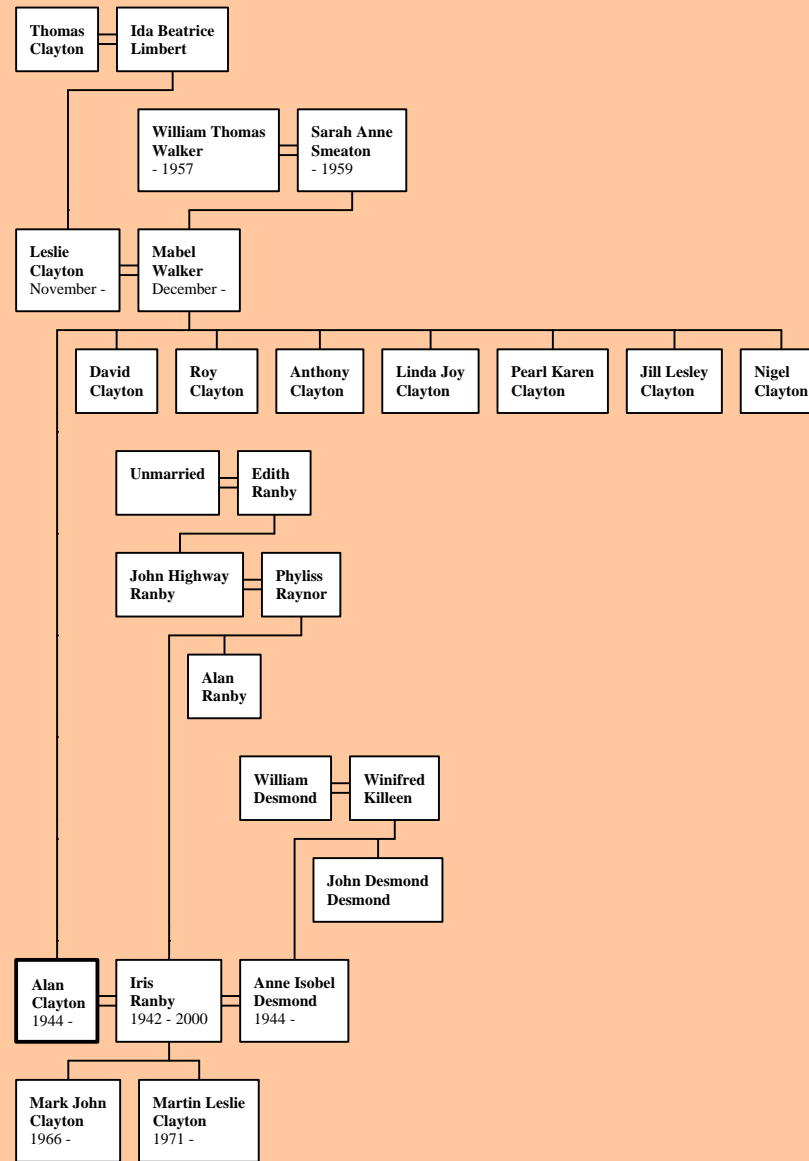 Thomas
Clayton
Ida Beatrice
Limbert
William Thomas
Walker
- 1957
Sarah Anne
Smeaton
- 1959
Leslie
Clayton
November -
Mabel
Walker
December -
David
Clayton
Roy
Clayton
Anthony
Clayton
Linda Joy
Clayton
Pearl Karen
Clayton
Jill Lesley
Clayton
Nigel
Clayton
Unmarried
Edith
Ranby
John Highway
Ranby
Phyliss
Raynor
Alan
Ranby
William
Desmond
Winifred
Killeen
John Desmond
Desmond
Alan
Clayton
1944 -
Iris
Ranby
1942 - 2000
Anne Isobel
Desmond
1944 -
Mark John
Clayton
1966 -
Martin Leslie
Clayton
1971 -